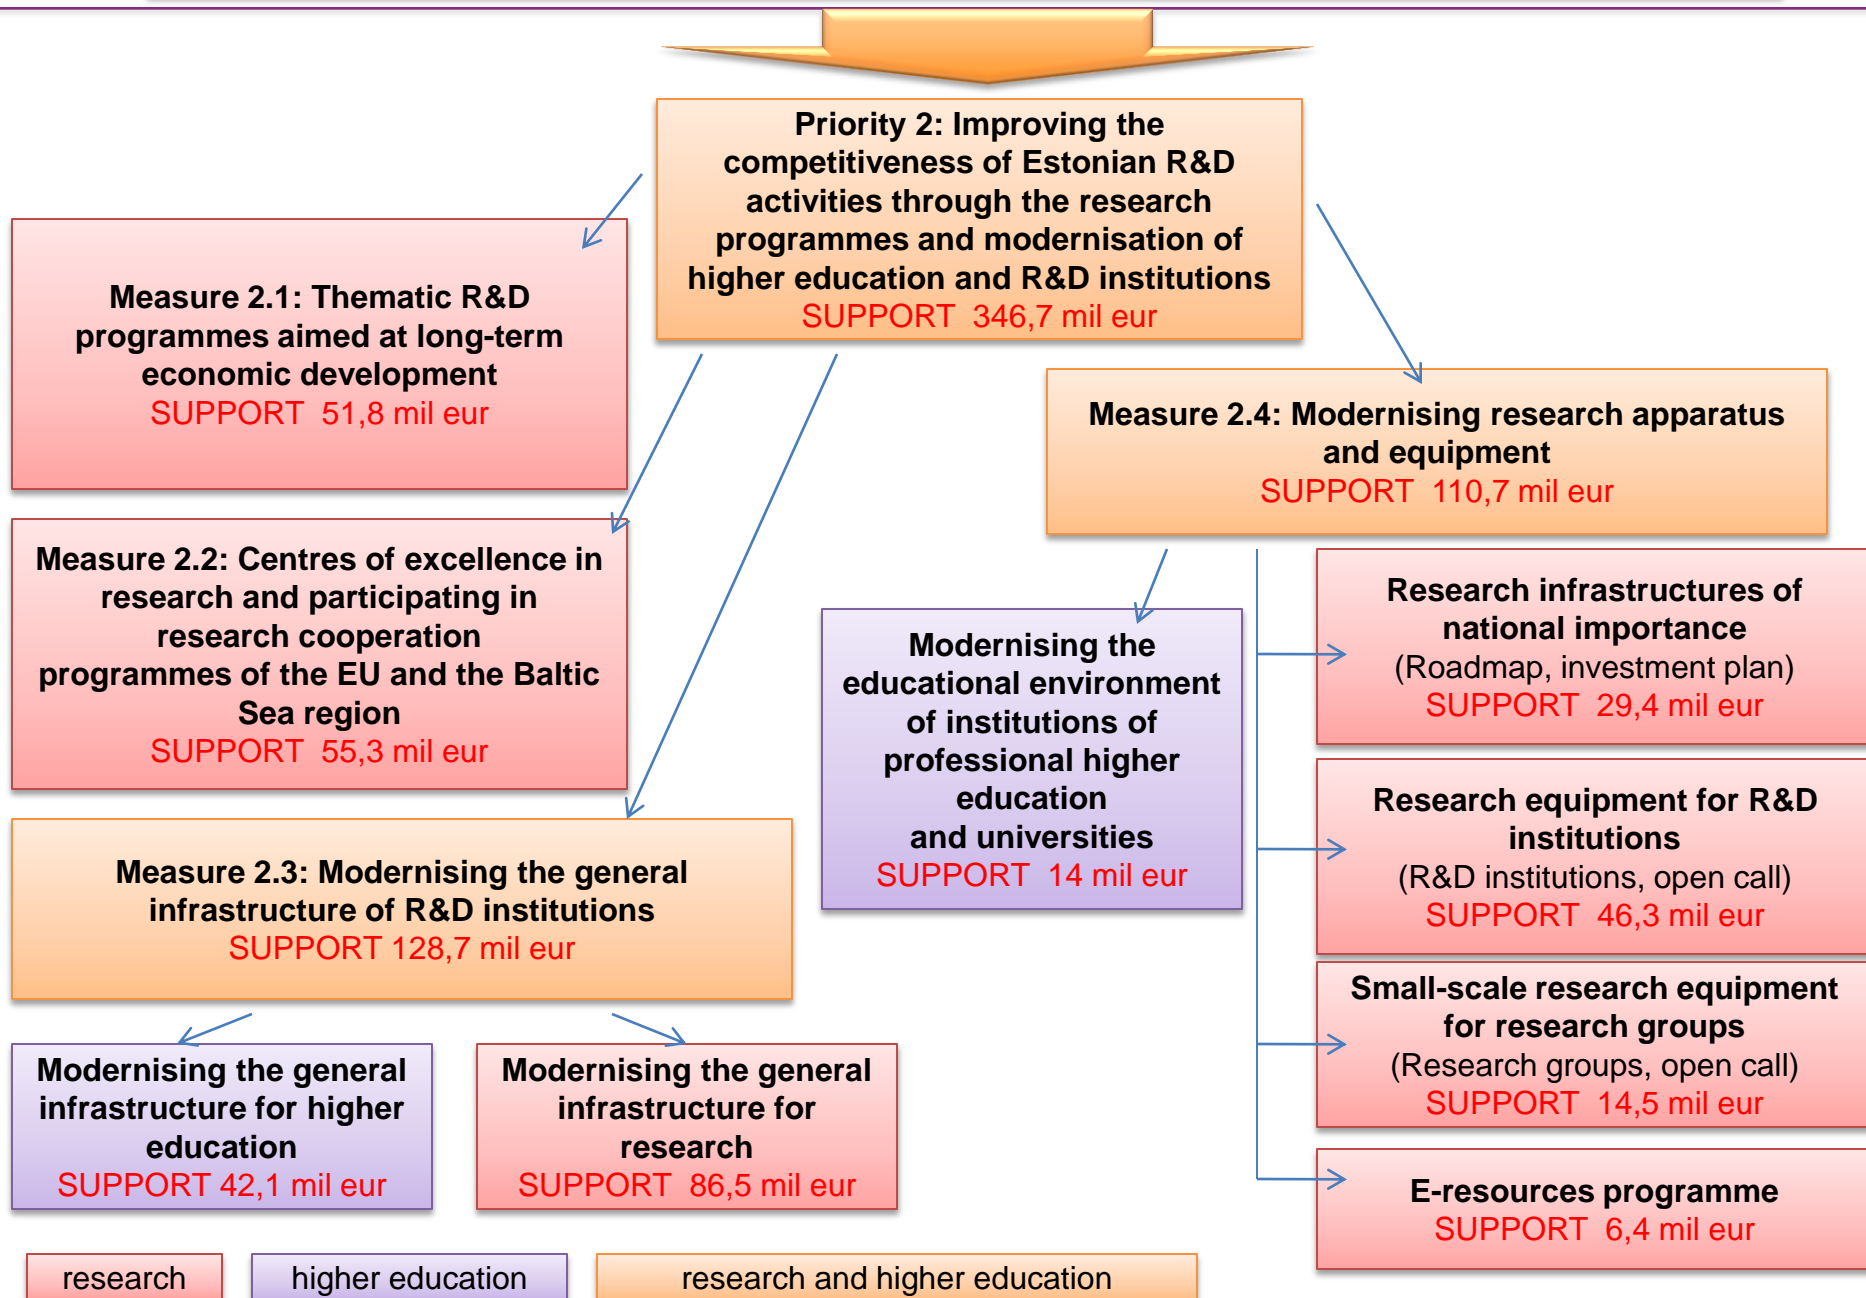 Priority 2: Improving the
competitiveness of Estonian R&D
activities through the research
programmes and modernisation of
higher education and R&D institutions
SUPPORT 346,7 mil eur
Measure 2.1: Thematic R&D
programmes aimed at long-term
economic development
SUPPORT 51,8 mil eur
Measure 2.2: Centres of excellence in
research and participating in
research cooperation
programmes of the EU and the Baltic
Sea region
SUPPORT 55,3 mil eur
Measure 2.3: Modernising the general
infrastructure of R&D institutions
SUPPORT 128,7 mil eur
Modernising the general
infrastructure for higher
education
SUPPORT 42,1 mil eur
Modernising the general
infrastructure for
research
SUPPORT 86,5 mil eur
Measure 2.4: Modernising research apparatus
and equipment
SUPPORT 110,7 mil eur
Modernising the
educational environment
of institutions of
professional higher
education
and universities
SUPPORT 14 mil eur
Research infrastructures of
national importance
(Roadmap, investment plan)
SUPPORT 29,4 mil eur
Research equipment for R&D
institutions
(R&D institutions, open call)
SUPPORT 46,3 mil eur
Small-scale research equipment
for research groups
(Research groups, open call)
SUPPORT 14,5 mil eur
E-resources programme
SUPPORT 6,4 mil eur
research
higher education
research and higher education